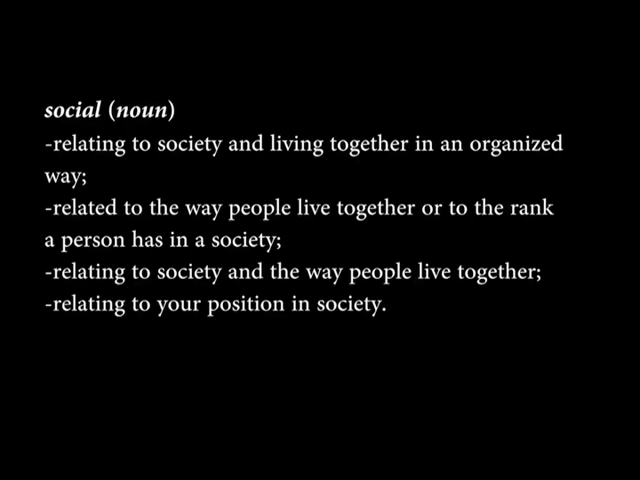 social (noun)
-relating to society and living together in an organized
way;
-related to the way people live together or to the rank
a person has in a society;
-relating to society and the way people live together;
-relating to your position in society.